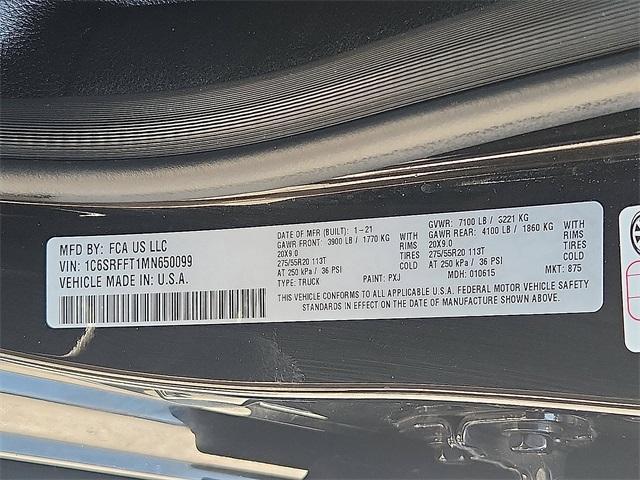 MFD BY: FCA US LLC
VIN: 1C6SRFFT1MN650099
VEHICLE MADE IN: U.S.A.
DATE OF MFR (BUILT): 1-21
GAWR FRONT: 3900 LB / 1770 KG WITH
20X9.0 RIMS
275/55R20 113T TIRES
AT 250 kPa / 36 PSI
TYPE: TRUCK PAINT: PXJ
GVWR: 7100 LB / 3221 KG
GAWR REAR: 4100 LB / 1860 KG WITH
20X9.0 RIMS
275/55R20 113T TIRES
AT 250 kPa / 36 PSI
MDH: 010615 MKT: 875
THIS VEHICLE CONFORMS TO ALL APPLICABLE U.S.A. FEDERAL MOTOR VEHICLE SAFETY
STANDARDS IN EFFECT ON THE DATE OF MANUFACTURE SHOWN ABOVE.